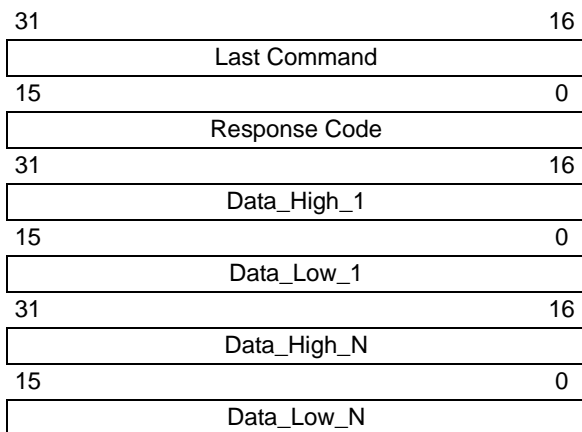 31 16
Last Command
15 0
Response Code
31 16
Data_High_1
15 0
Data_Low_1
31 16
Data_High_N
15 0
Data_Low_N